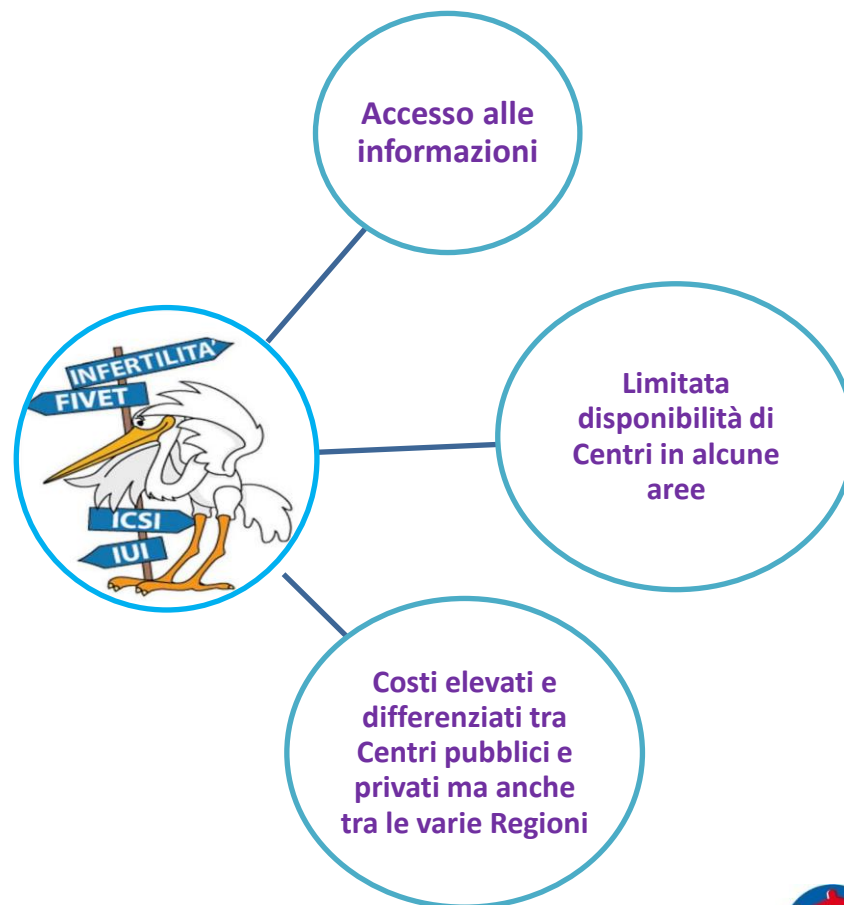 Accesso alle
informazioni
INFERTILITA'
FIVET
ICSI
IUI
Limitata
disponibilità di
Centri in alcune
aree
Costi elevati e
differenziati tra
Centri pubblici e
privati ma anche
tra le varie Regioni